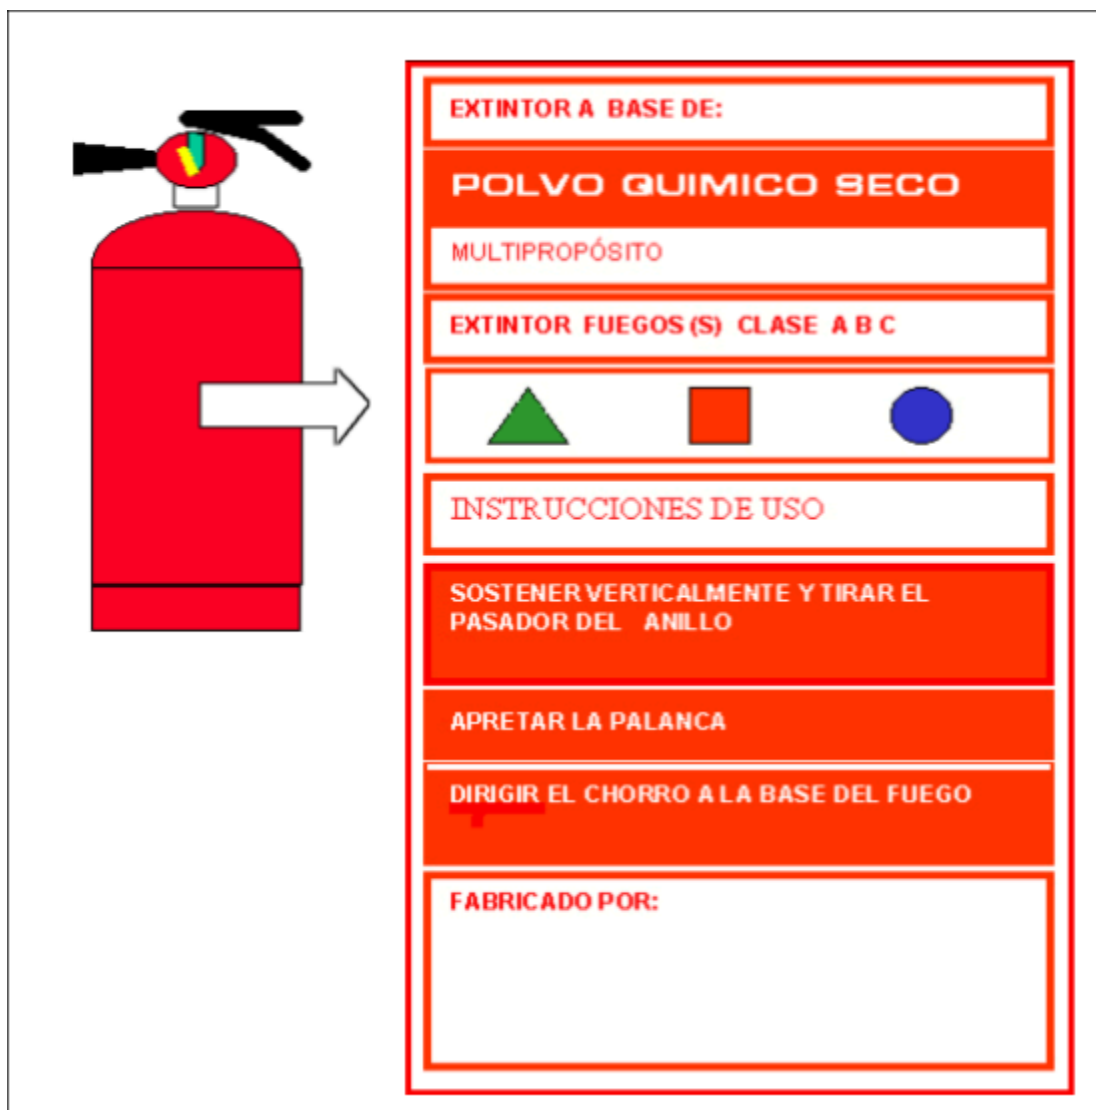 EXTINTOR A BASE DE:
POLVO QUIMICO SECO
MULTIPROPÓSITO
EXTINTOR FUEGOS (S) CLASE A B C
INSTRUCCIONES DE USO
SOSTENER VERTICALMENTE Y TIRAR EL
PASADOR DEL ANILLO
APRETAR LA PALANCA
DIRIGIR EL CHORRO A LA BASE DEL FUEGO
FABRICADO POR: